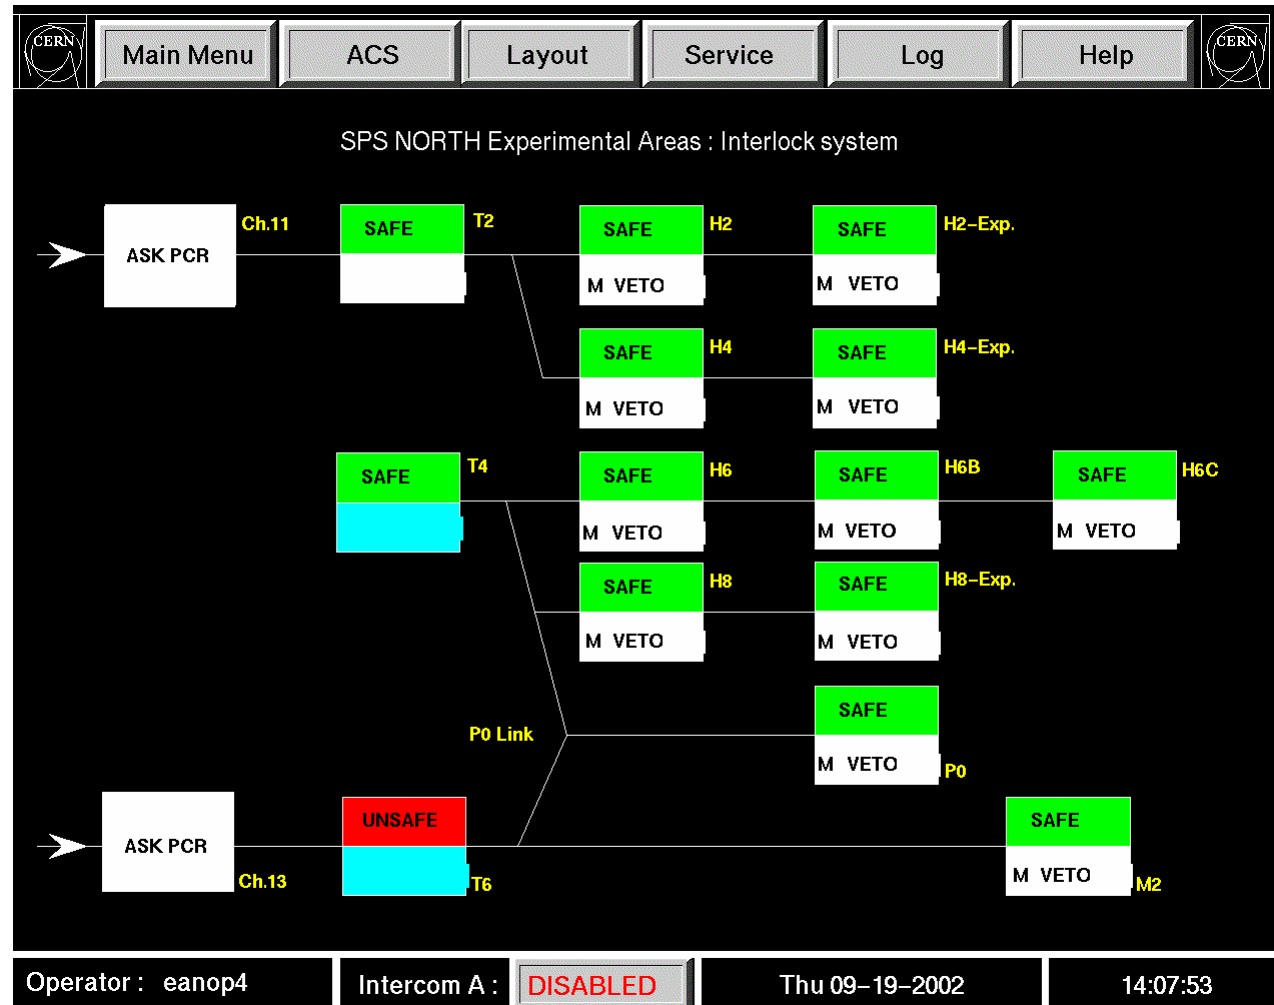 CERN Main Menu ACS Layout Service Log Help CERN
SPS NORTH Experimental Areas : Interlock system
ASK PCR Ch.11 SAFE T2 SAFE H2 SAFE H2-Exp.
M VETO M VETO
SAFE H4 SAFE H4-Exp.
M VETO M VETO
SAFE T4 SAFE H6 SAFE H6B SAFE H6C
M VETO M VETO M VETO
SAFE H8 SAFE H8-Exp.
M VETO M VETO
SAFE
P0 Link
M VETO P0
ASK PCR Ch.13 UNSAFE T6 SAFE
M VETO M2
Operator : eanop4 Intercom A : DISABLED Thu 09-19-2002 14:07:53